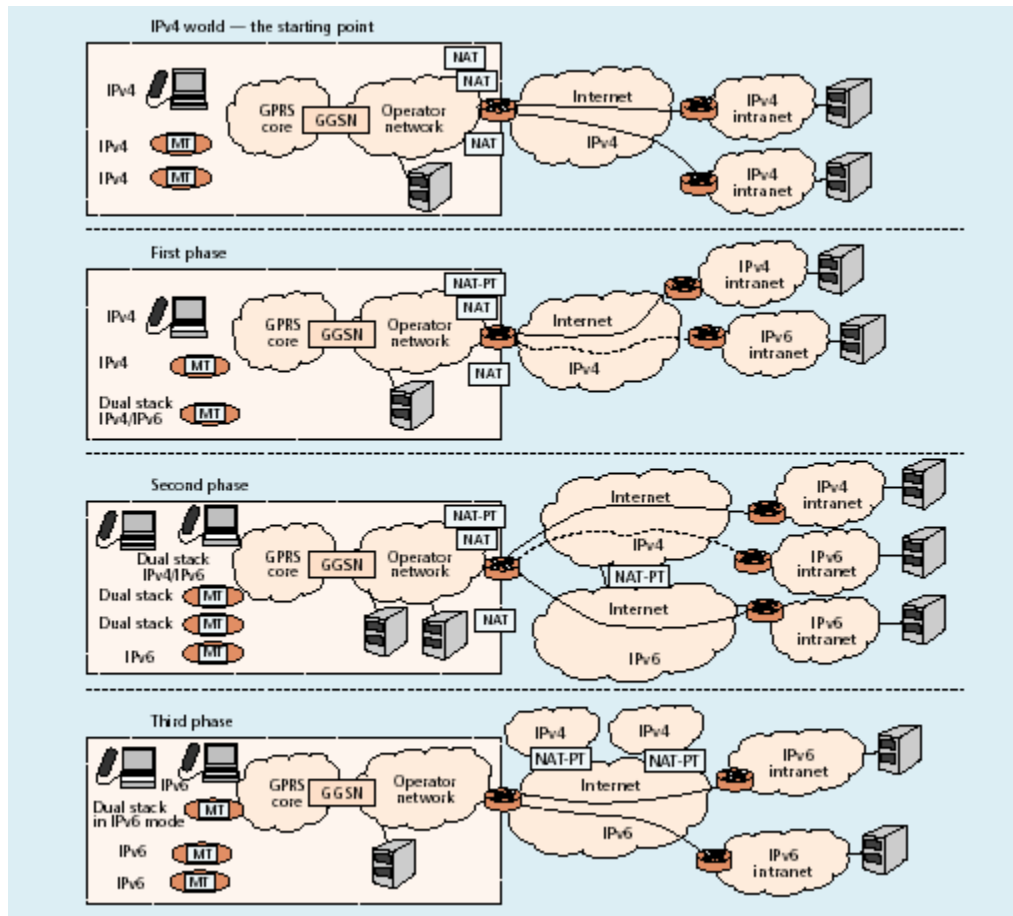 IPv4 world — the starting point
NAT
NAT
IPv4
GPRS
core
GGSN
Operator
network
Internet
IPv4
IPv4
intranet
NAT
IPv4
MT
IPv4
MT
IPv4
intranet
First phase
NAT-PT
NAT
IPv4
GPRS
core
GGSN
Operator
network
Internet
IPv4
IPv4
intranet
IPv6
intranet
NAT
IPv4
MT
Dual stack
IPv4/IPv6
MT
Second phase
NAT-PT
NAT
Dual stack
IPv4/IPv6
GPRS
core
GGSN
Operator
network
Internet
IPv4
NAT-PT
Internet
IPv6
IPv4
intranet
IPv6
intranet
IPv6
intranet
Dual stack
MT
Dual stack
MT
NAT
IPv6
MT
Third phase
IPv4
IPv4
NAT-PT
NAT-PT
IPv6
GPRS
core
GGSN
Operator
network
Internet
IPv6
IPv6
intranet
Dual stack
in IPv6 mode
MT
IPv6
MT
IPv6
MT
IPv6
intranet